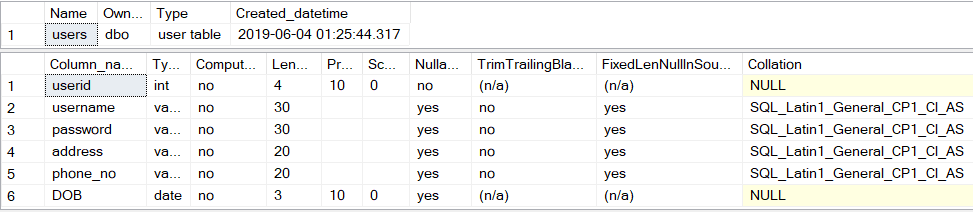 Name Own... Type Created_datetime
1 users dbo user table 2019-06-04 01:25:44.317
Column_na... Ty... Comput... Len... Pr... Sc... Nulla... TrimTrailingBla... FixedLenNullInSou... Collation
1 userid int no 4 10 0 no (n/a) (n/a) NULL
2 username va... no 30 yes no yes SQL_Latin1_General_CP1_CI_AS
3 password va... no 30 yes no yes SQL_Latin1_General_CP1_CI_AS
4 address va... no 20 yes no yes SQL_Latin1_General_CP1_CI_AS
5 phone_no va... no 20 yes no yes SQL_Latin1_General_CP1_CI_AS
6 DOB date no 3 10 0 yes (n/a) (n/a) NULL